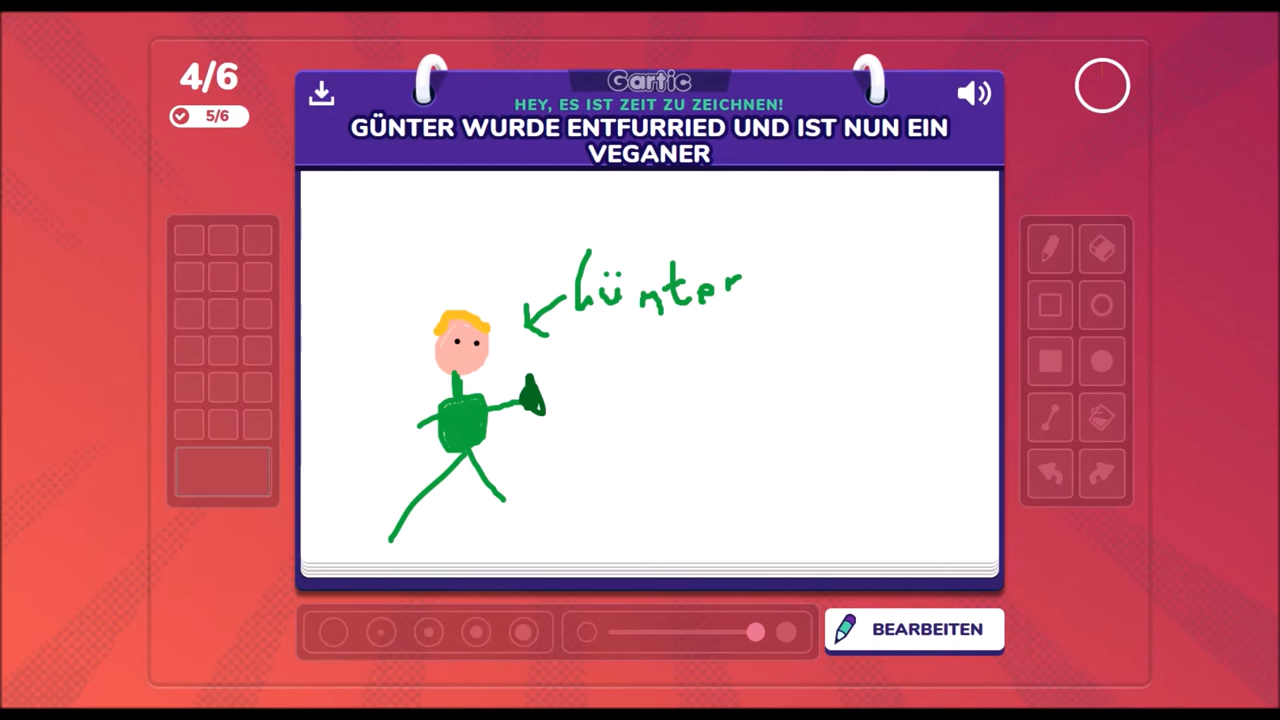 4/6
5/6
Gartic
HEY, ES IST ZEIT ZU ZEICHNEN!
GÜNTER WURDE ENTFURRIED UND IST NUN EIN
VEGANER
Günter
BEARBEITEN